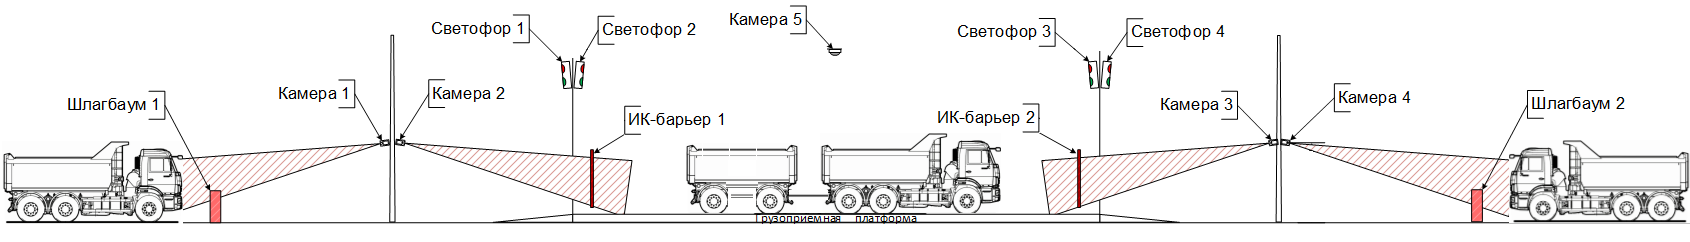 Шлагбаум 1
Камера 1
Камера 2
Светофор 1
Светофор 2
ИК-барьер 1
Камера 5
Светофор 3
Светофор 4
ИК-барьер 2
Камера 3
Камера 4
Шлагбаум 2
Грузоприемная платформа